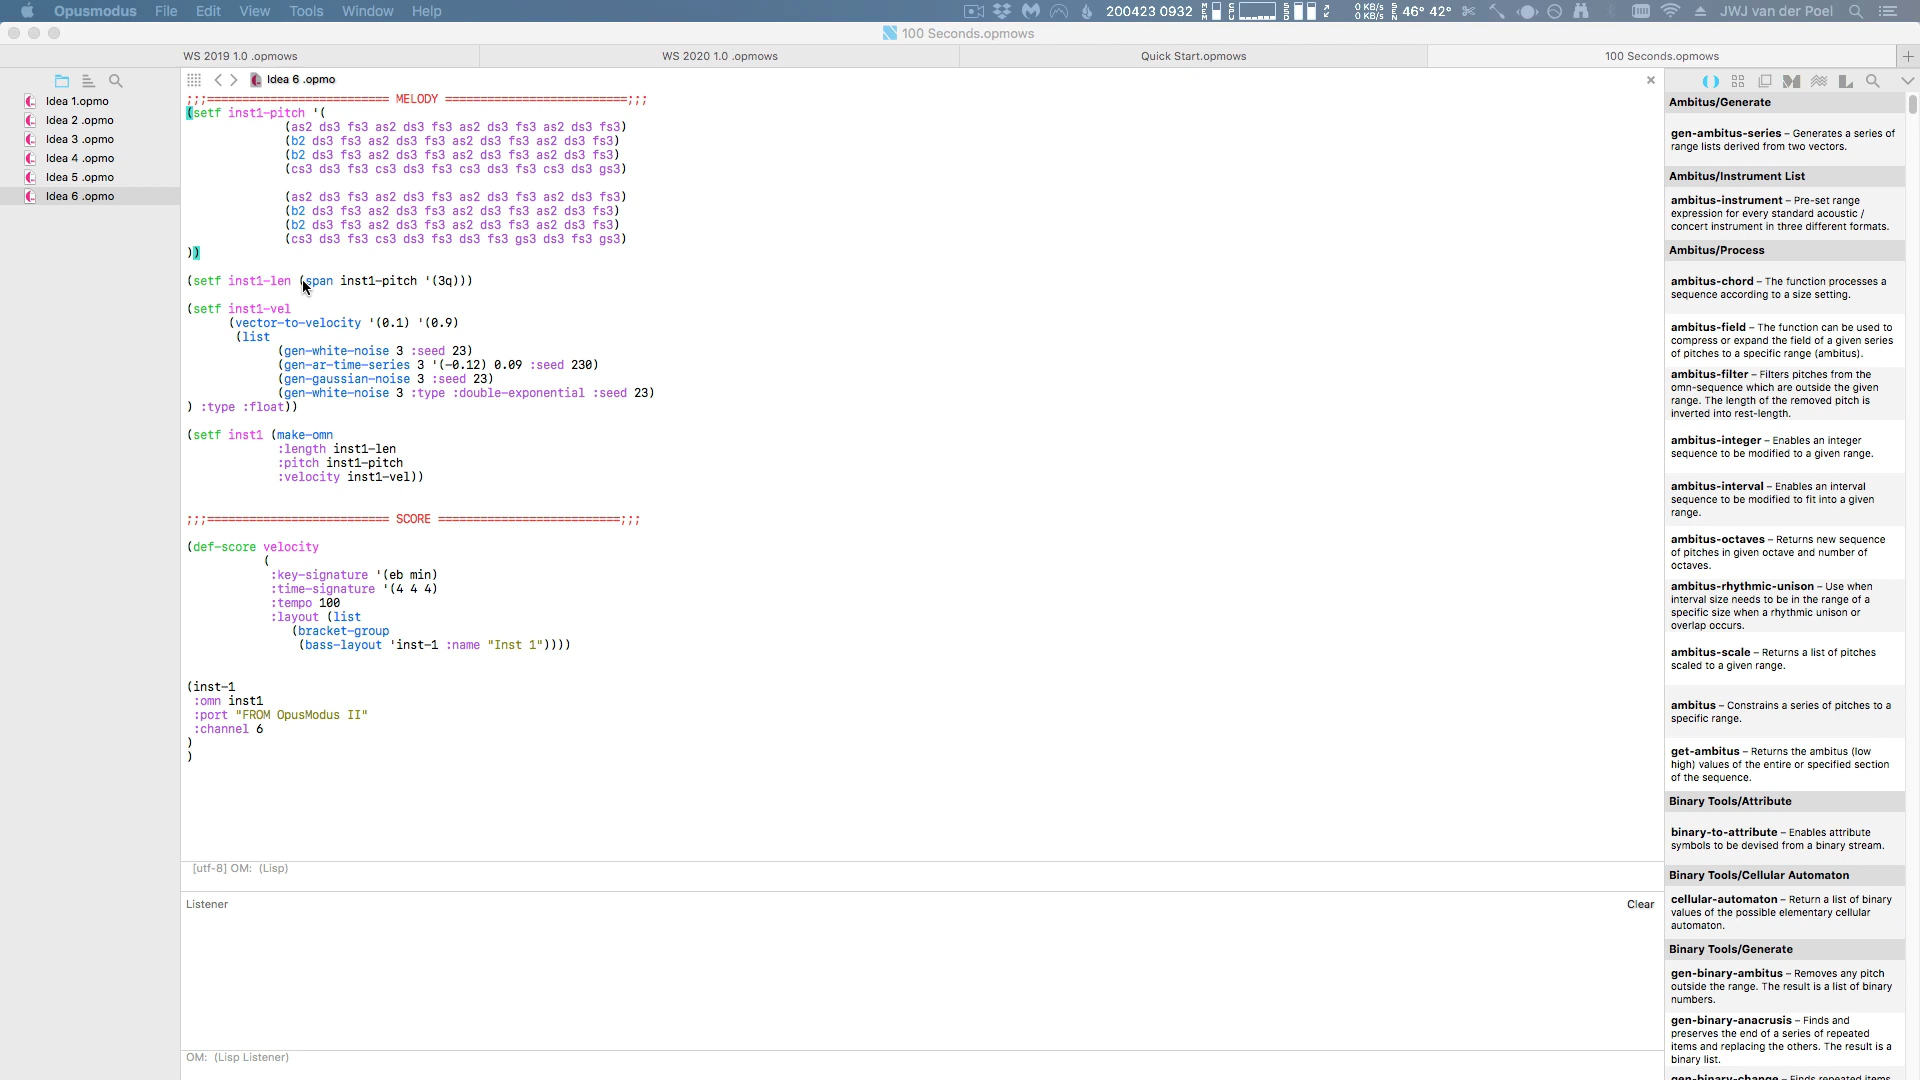 Opusmodus File Edit View Tools Window Help 200423 0932 0 KB/s 0 KB/s 46° 42° JWJ van der Poel
100 Seconds.opmows
WS 2019 1.0 .opmows WS 2020 1.0 .opmows Quick Start.opmows 100 Seconds.opmows +
Idea 6 .opmo
Idea 1.opmo
Idea 2 .opmo
Idea 3 .opmo
Idea 4 .opmo
Idea 5 .opmo
Idea 6 .opmo
;;;========================== MELODY ==========================;;;
(setf inst1-pitch '(
(as2 ds3 fs3 as2 ds3 fs3 as2 ds3 fs3 as2 ds3 fs3)
(b2 ds3 fs3 as2 ds3 fs3 as2 ds3 fs3 as2 ds3 fs3)
(b2 ds3 fs3 as2 ds3 fs3 as2 ds3 fs3 as2 ds3 fs3)
(cs3 ds3 fs3 cs3 ds3 fs3 cs3 ds3 fs3 cs3 ds3 gs3)
(as2 ds3 fs3 as2 ds3 fs3 as2 ds3 fs3 as2 ds3 fs3)
(b2 ds3 fs3 as2 ds3 fs3 as2 ds3 fs3 as2 ds3 fs3)
(b2 ds3 fs3 as2 ds3 fs3 as2 ds3 fs3 as2 ds3 fs3)
(cs3 ds3 fs3 cs3 ds3 fs3 ds3 fs3 gs3 ds3 fs3 gs3)
))
(setf inst1-len (span inst1-pitch '(3q)))
(setf inst1-vel
(vector-to-velocity '(0.1) '(0.9)
(list
(gen-white-noise 3 :seed 23)
(gen-ar-time-series 3 '(-0.12) 0.09 :seed 230)
(gen-gaussian-noise 3 :seed 23)
(gen-white-noise 3 :type :double-exponential :seed 23)
) :type :float))
(setf inst1 (make-omn
:length inst1-len
:pitch inst1-pitch
:velocity inst1-vel))
;;;========================== SCORE ==========================;;;
(def-score velocity
(
:key-signature '(eb min)
:time-signature '(4 4 4)
:tempo 100
:layout (list
(bracket-group
(bass-layout 'inst-1 :name "Inst 1"))))
(inst-1
:omn inst1
:port "FROM OpusModus II"
:channel 6
)
)
[utf-8] OM: (Lisp)
Listener Clear
OM: (Lisp Listener)
Ambitus/Generate
gen-ambitus-series – Generates a series of
range lists derived from two vectors.
Ambitus/Instrument List
ambitus-instrument – Pre-set range
expression for every standard acoustic /
concert instrument in three different formats.
Ambitus/Process
ambitus-chord – The function processes a
sequence according to a size setting.
ambitus-field – The function can be used to
compress or expand the field of a given series
of pitches to a specific range (ambitus).
ambitus-filter – Filters pitches from the
omn-sequence which are outside the given
range. The length of the removed pitch is
inverted into rest-length.
ambitus-integer – Enables an integer
sequence to be modified to a given range.
ambitus-interval – Enables an interval
sequence to be modified to fit into a given
range.
ambitus-octaves – Returns new sequence
of pitches in given octave and number of
octaves.
ambitus-rhythmic-unison – Use when
interval size needs to be in the range of a
specific size when a rhythmic unison or
overlap occurs.
ambitus-scale – Returns a list of pitches
scaled to a given range.
ambitus – Constrains a series of pitches to a
specific range.
get-ambitus – Returns the ambitus (low
high) values of the entire or specified section
of the sequence.
Binary Tools/Attribute
binary-to-attribute – Enables attribute
symbols to be devised from a binary stream.
Binary Tools/Cellular Automaton
cellular-automaton – Return a list of binary
values of the possible elementary cellular
automaton.
Binary Tools/Generate
gen-binary-ambitus – Removes any pitch
outside the range. The result is a list of binary
numbers.
gen-binary-anacrusis – Finds and
preserves the end of a series of repeated
items and replacing the others. The result is a
binary list.
gen-binary-change – Finds repeated items